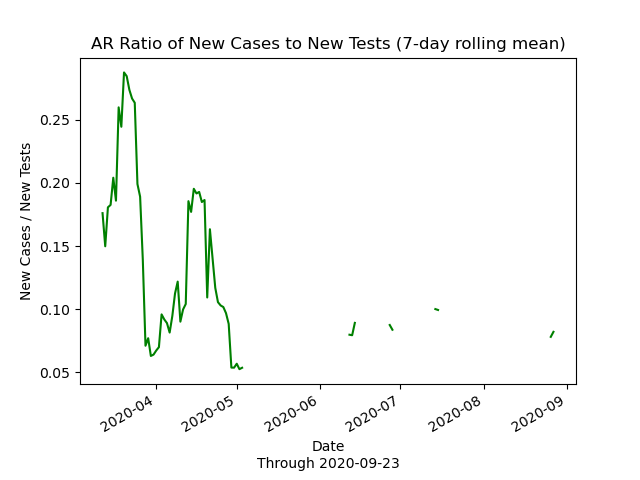 AR Ratio of New Cases to New Tests (7-day rolling mean)
New Cases / New Tests
0.25
0.20
0.15
0.10
0.05
2020-04
2020-05
2020-06
2020-07
2020-08
2020-09
Date
Through 2020-09-23